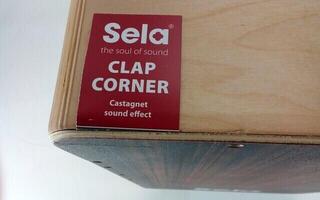 Sela®
the soul of sound
CLAP
CORNER
Castagnet
sound effect